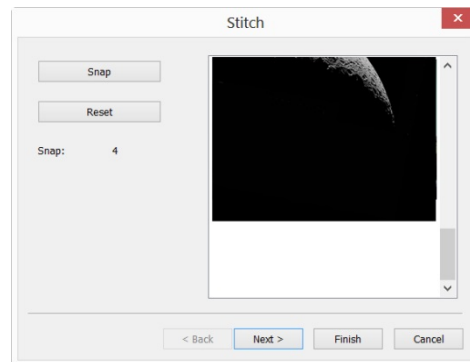 Stitch
Snap
Reset
Snap: 4
< Back Next > Finish Cancel